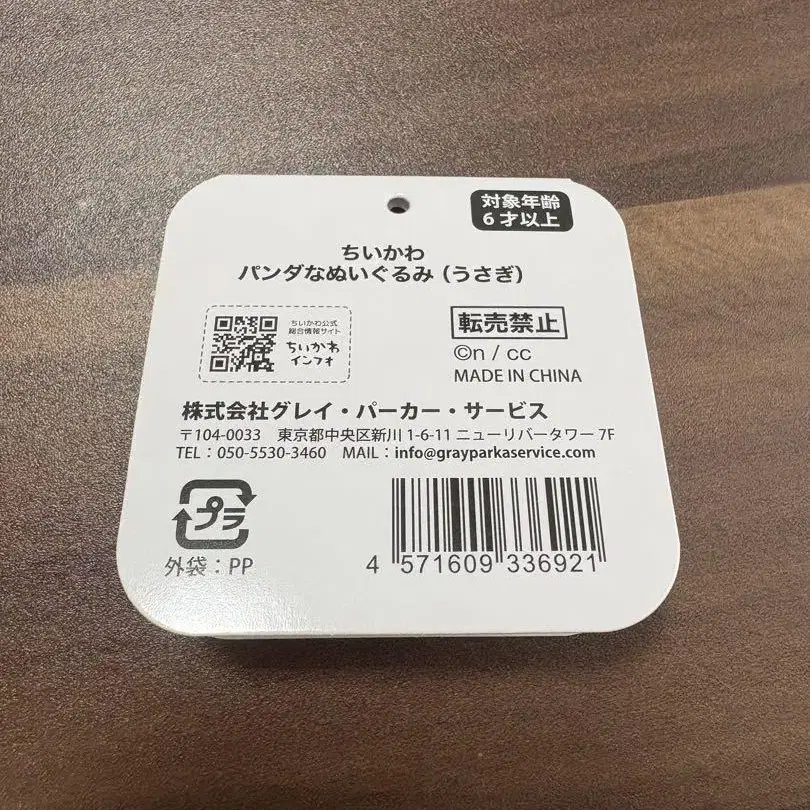 対象年齢
6才以上
ちいかわ
パンダなぬいぐるみ（うさぎ）
ちいかわ公式
総合情報サイト
ちいかわ
インフォ
転売禁止
©n / cc
MADE IN CHINA
株式会社グレイ・パーカー・サービス
〒104-0033　東京都中央区新川 1-6-11 ニューリバータワー 7F
TEL：050-5530-3460　MAIL：info@grayparkaservice.com
プラ
外袋：PP
4 571609 336921